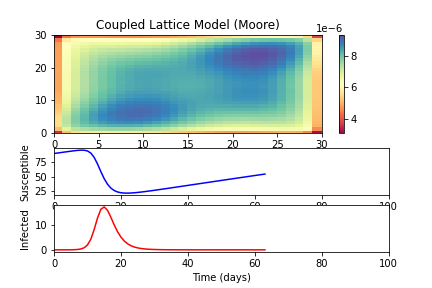 Coupled Lattice Model (Moore)
1e−6
30
20
10
0
0 5 10 15 20 25 30
8
6
4
Susceptible
75
50
25
0 20 40 60 80 100
Infected
10
0
0 20 40 60 80 100
Time (days)